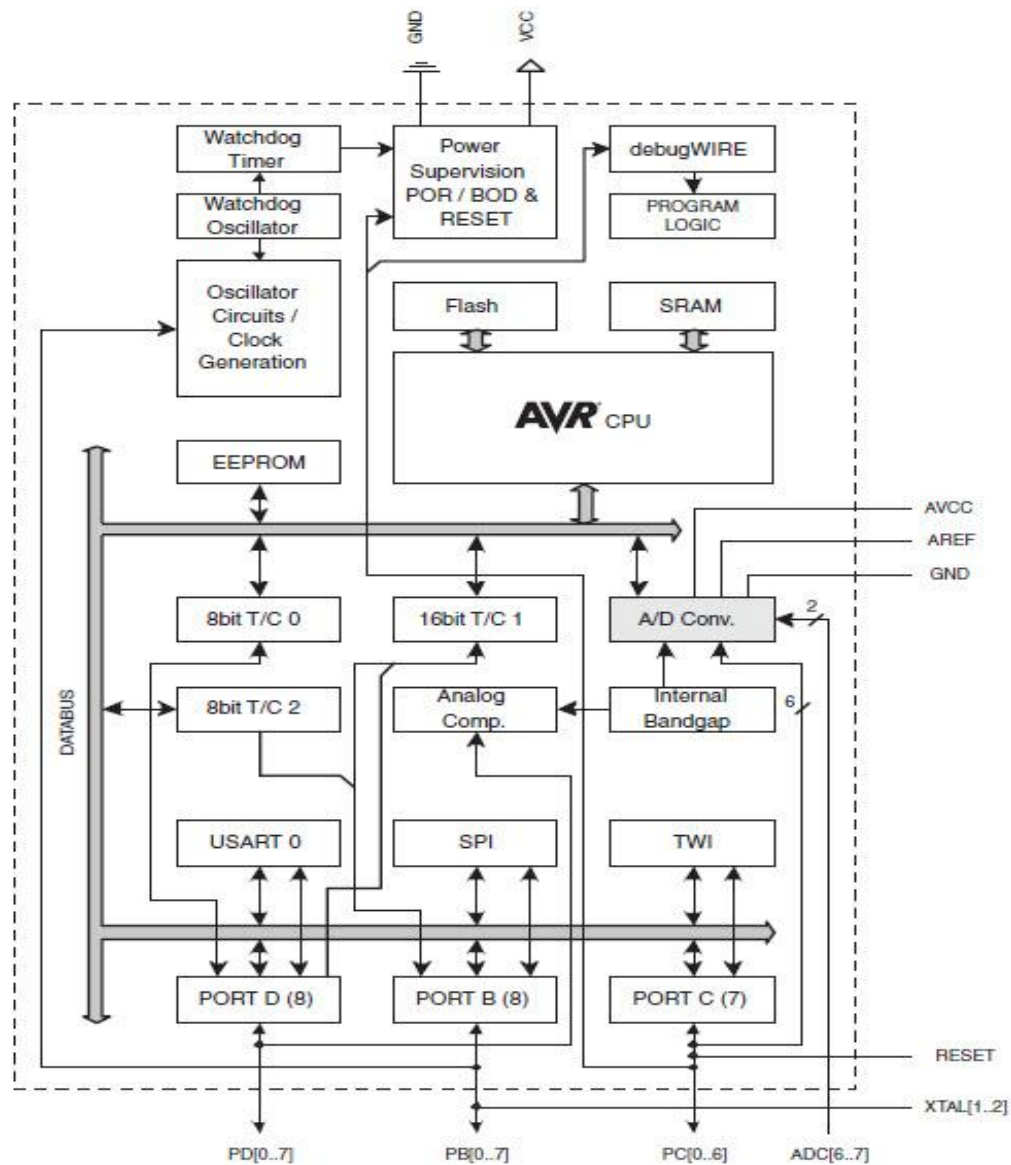 GND
VCC
Watchdog
Timer
Power
Supervision
POR / BOD &
RESET
debugWIRE
Watchdog
Oscillator
PROGRAM
LOGIC
Oscillator
Circuits /
Clock
Generation
Flash
SRAM
AVR CPU
EEPROM
AVCC
AREF
GND
8bit T/C 0
16bit T/C 1
A/D Conv.
2
8bit T/C 2
Analog
Comp.
Internal
Bandgap
6
DATABUS
USART 0
SPI
TWI
PORT D (8)
PORT B (8)
PORT C (7)
RESET
XTAL[1..2]
PD[0..7]
PB[0..7]
PC[0..6]
ADC[6..7]